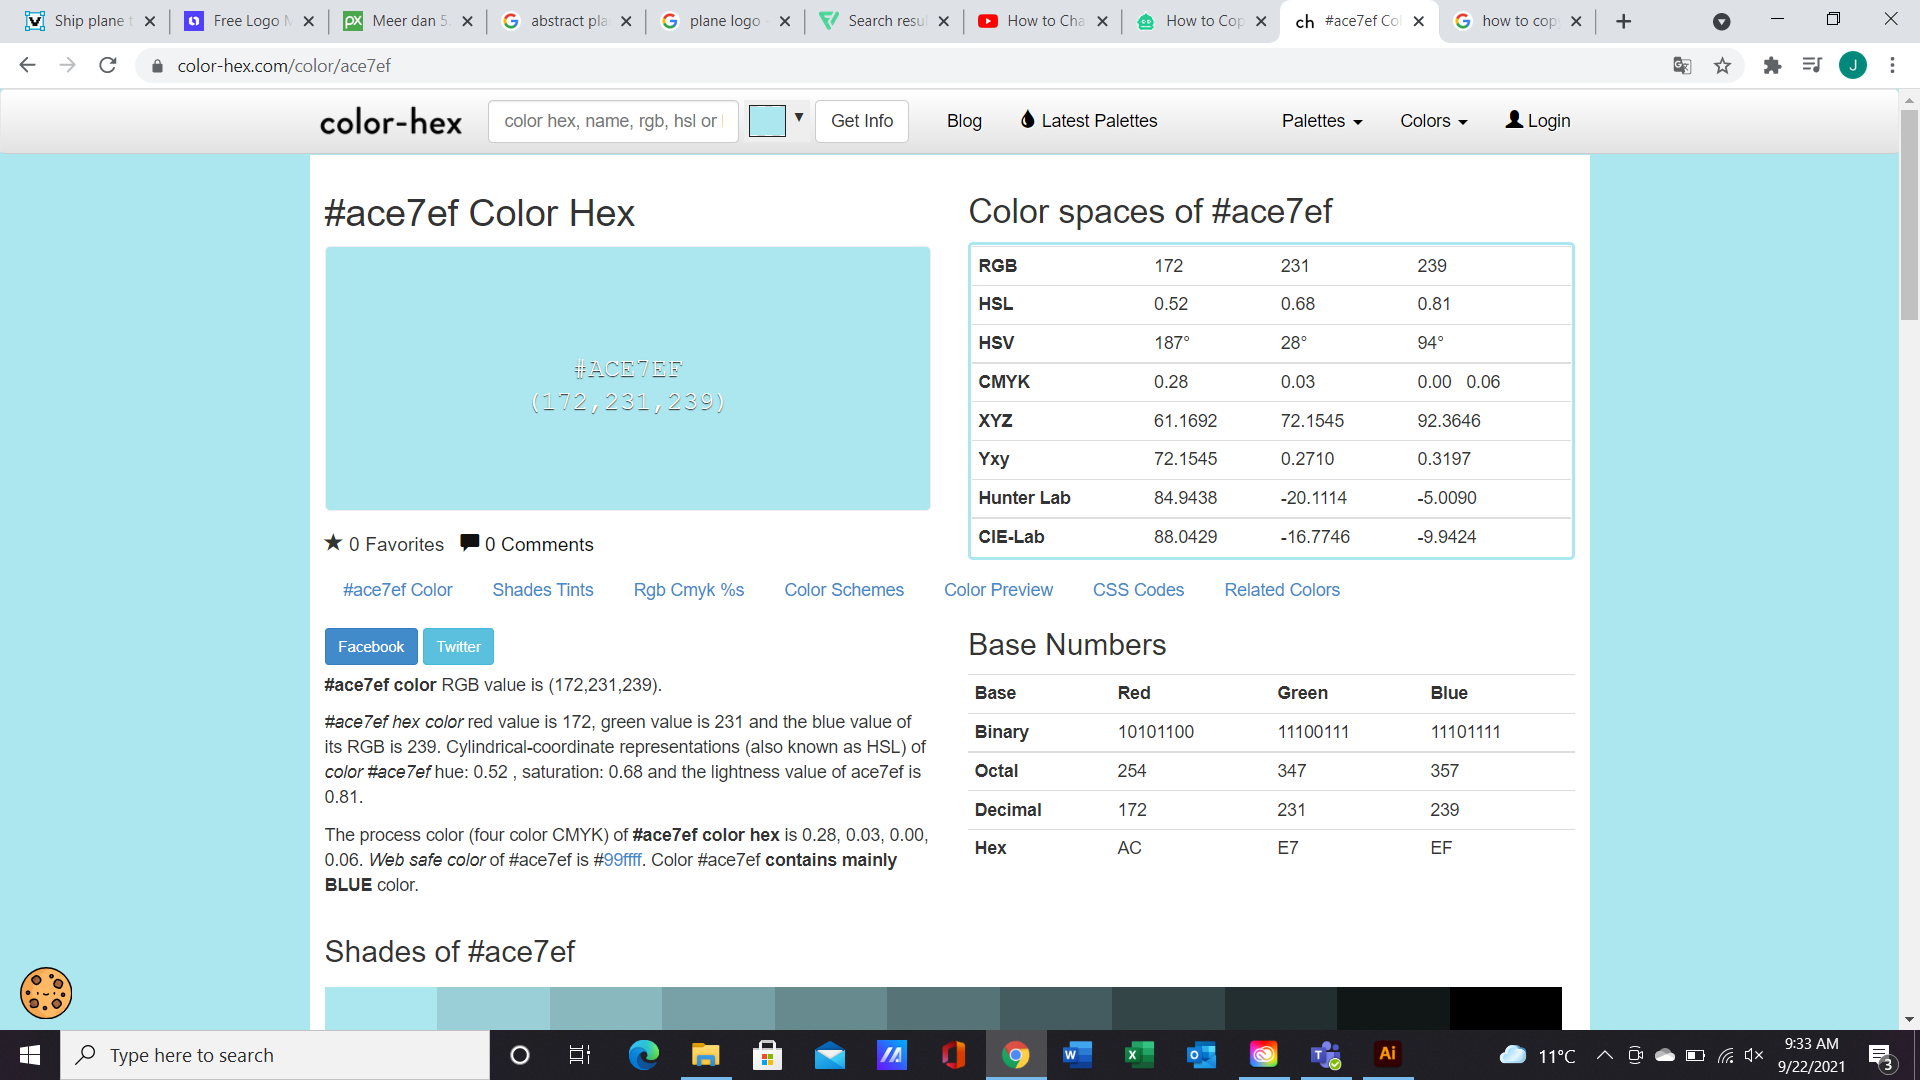 Ship plane t
Free Logo M
Meer dan 5.
abstract pla
plane logo
Search resul
How to Cha
How to Cop
ch #ace7ef Col
how to cop
color-hex.com/color/ace7ef
J
color-hex
color hex, name, rgb, hsl or
Get Info
Blog
Latest Palettes
Palettes
Colors
Login
#ace7ef Color Hex
#ACE7EF
(172,231,239)
0 Favorites 0 Comments
Color spaces of #ace7ef
RGB 172 231 239
HSL 0.52 0.68 0.81
HSV 187° 28° 94°
CMYK 0.28 0.03 0.00 0.06
XYZ 61.1692 72.1545 92.3646
Yxy 72.1545 0.2710 0.3197
Hunter Lab 84.9438 -20.1114 -5.0090
CIE-Lab 88.0429 -16.7746 -9.9424
#ace7ef Color Shades Tints Rgb Cmyk %s Color Schemes Color Preview CSS Codes Related Colors
Facebook Twitter
#ace7ef color RGB value is (172,231,239).
#ace7ef hex color red value is 172, green value is 231 and the blue value of
its RGB is 239. Cylindrical-coordinate representations (also known as HSL) of
color #ace7ef hue: 0.52 , saturation: 0.68 and the lightness value of ace7ef is
0.81.
The process color (four color CMYK) of #ace7ef color hex is 0.28, 0.03, 0.00,
0.06. Web safe color of #ace7ef is #99ffff. Color #ace7ef contains mainly
BLUE color.
Base Numbers
Base Red Green Blue
Binary 10101100 11100111 11101111
Octal 254 347 357
Decimal 172 231 239
Hex AC E7 EF
Shades of #ace7ef
Type here to search
11°C
9:33 AM
9/22/2021
3